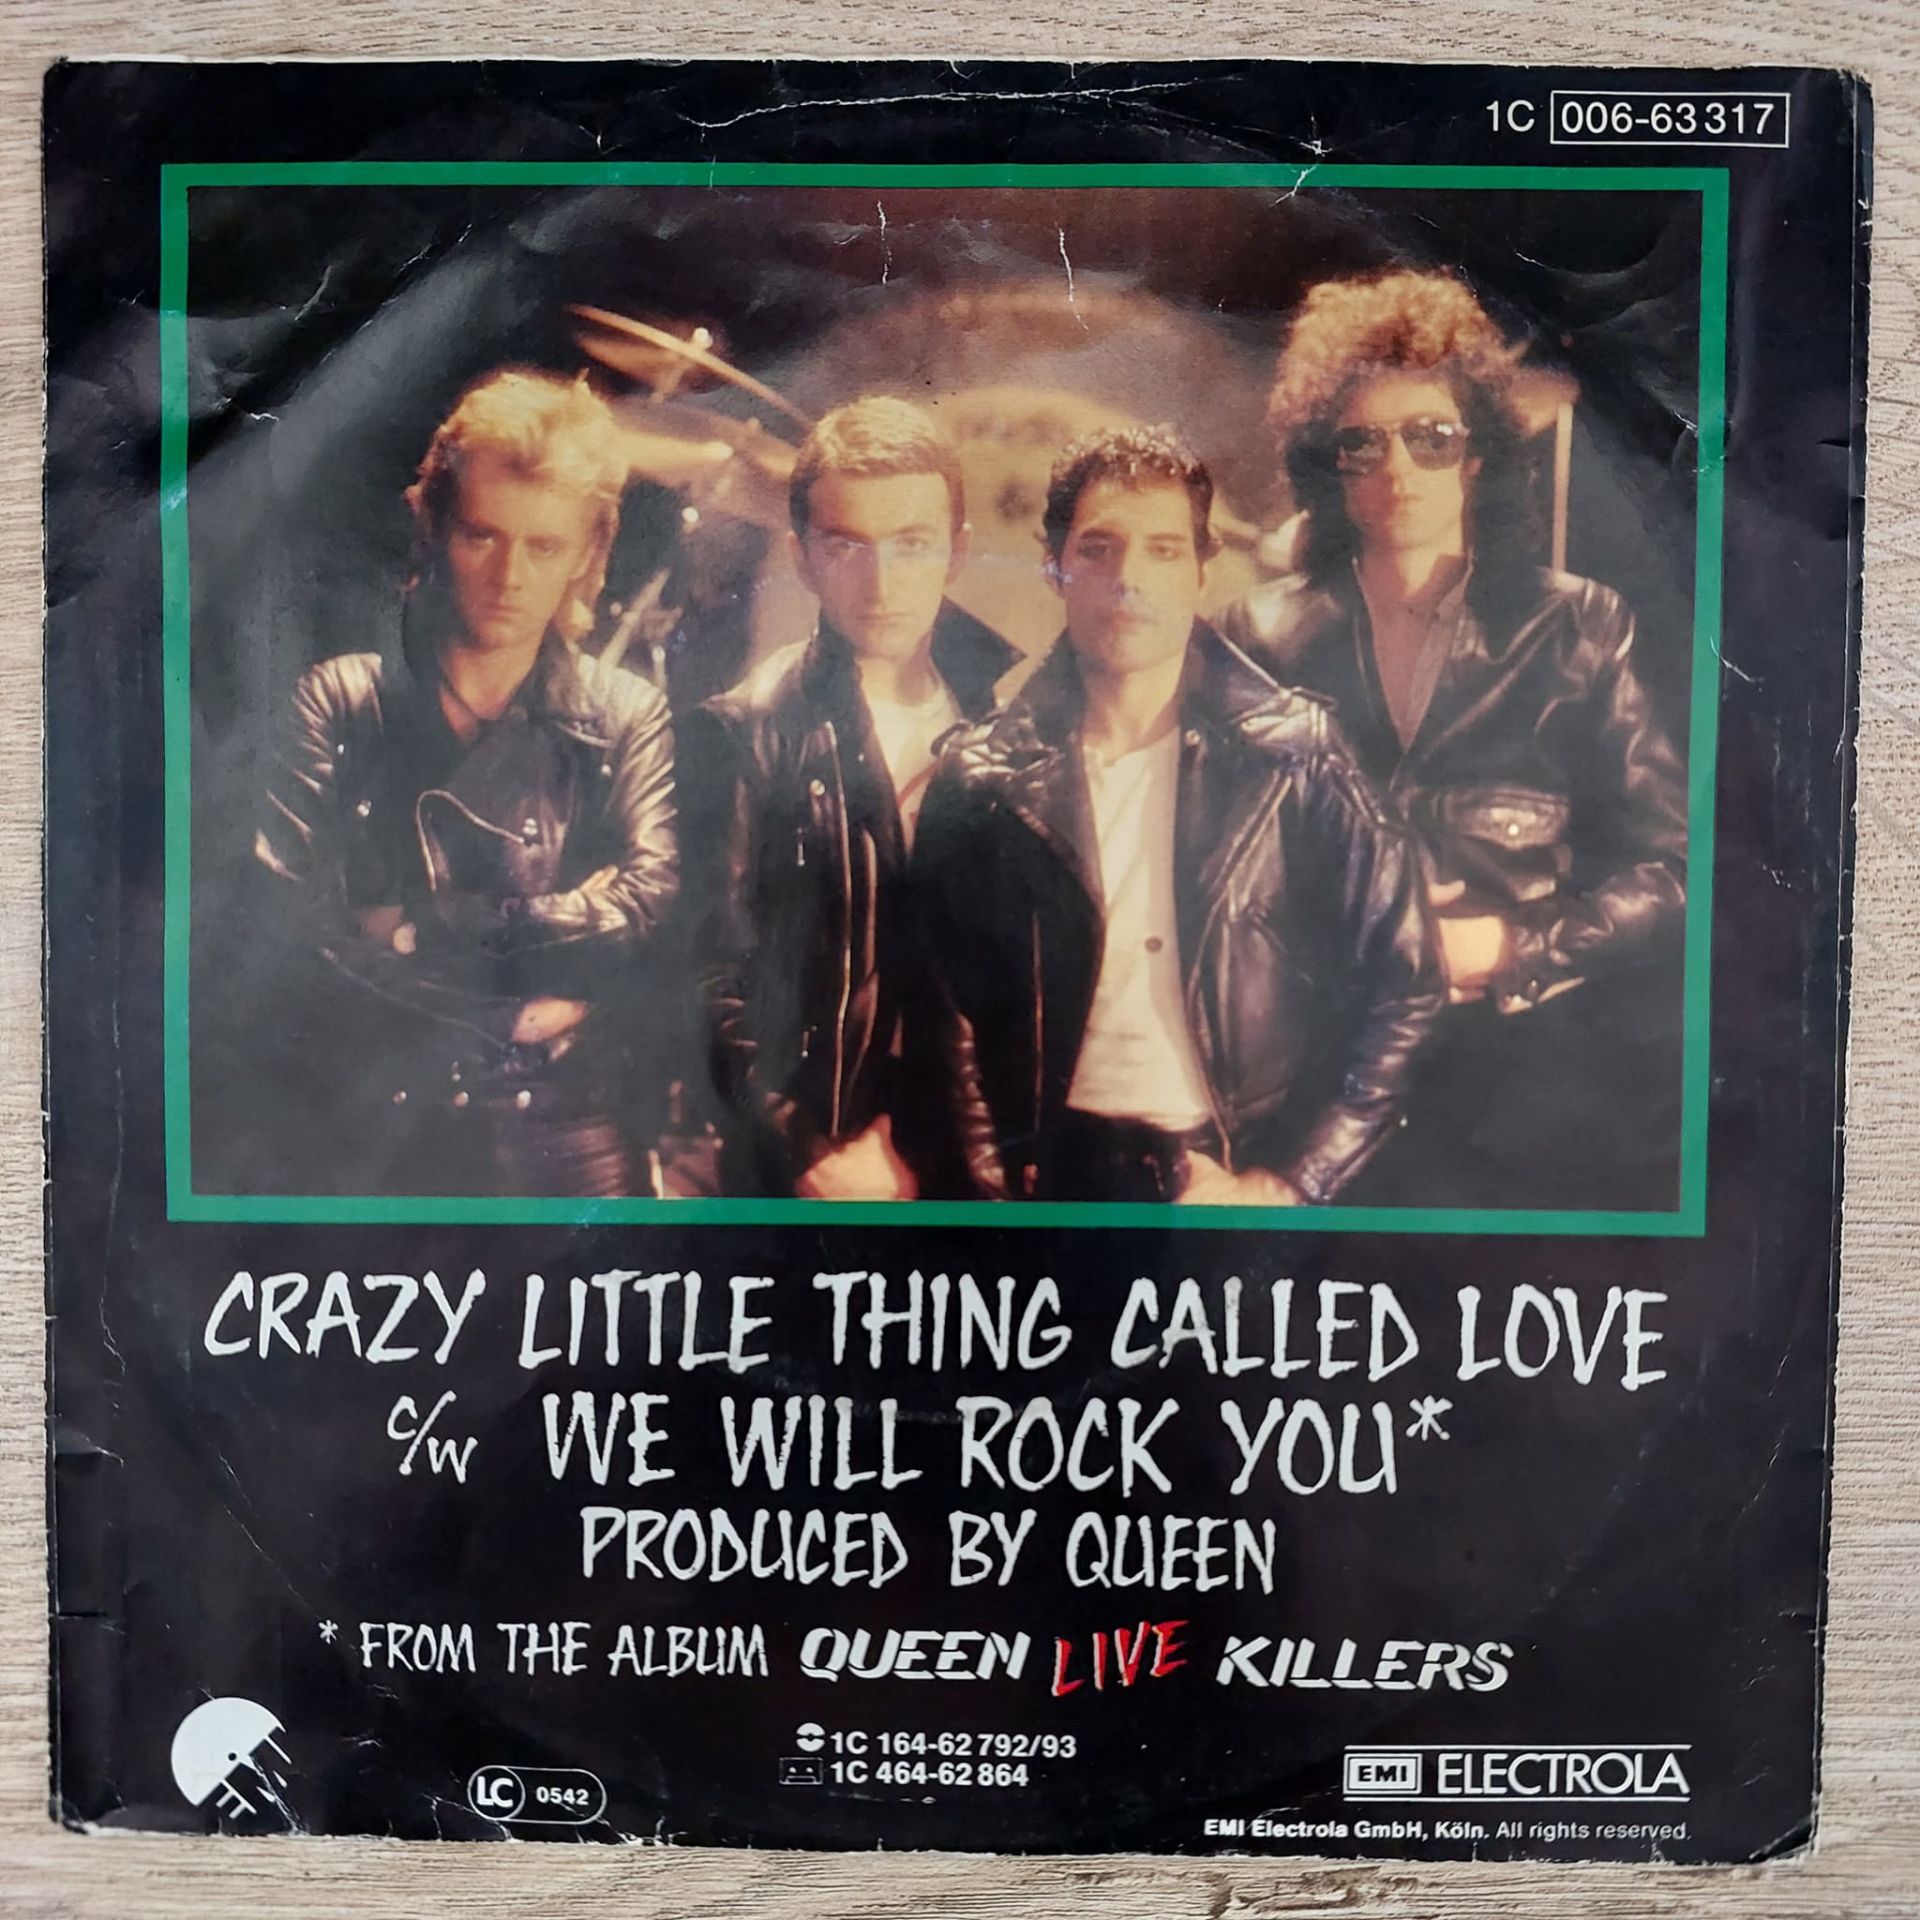 1C 006-63 317
CRAZY LITTLE THING CALLED LOVE
c/w WE WILL ROCK YOU*
PRODUCED BY QUEEN
* FROM THE ALBUM QUEEN LIVE KILLERS
1C 164-62 792/93
1C 464-62 864
LC 0542
EMI ELECTROLA
EMI Electrola GmbH, Köln. All rights reserved.